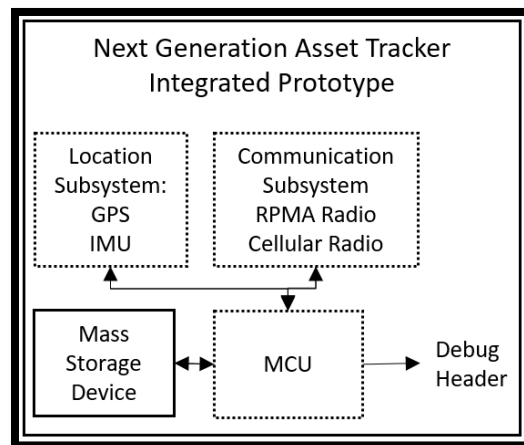 Next Generation Asset Tracker
Integrated Prototype
Location
Subsystem:
GPS
IMU
Communication
Subsystem
RPMA Radio
Cellular Radio
Mass
Storage
Device
MCU
Debug
Header